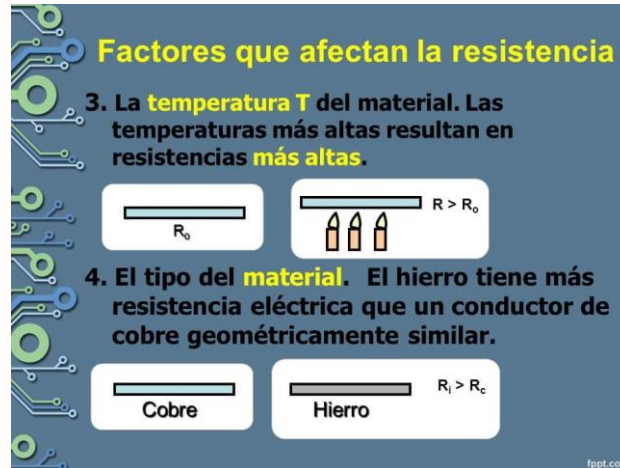 Factores que afectan la resistencia
3. La temperatura T del material. Las
temperaturas más altas resultan en
resistencias más altas.
R₀
R > R₀
4. El tipo del material. El hierro tiene más
resistencia eléctrica que un conductor de
cobre geométricamente similar.
Cobre
Hierro
Rᵢ > R꜀
fppt.co